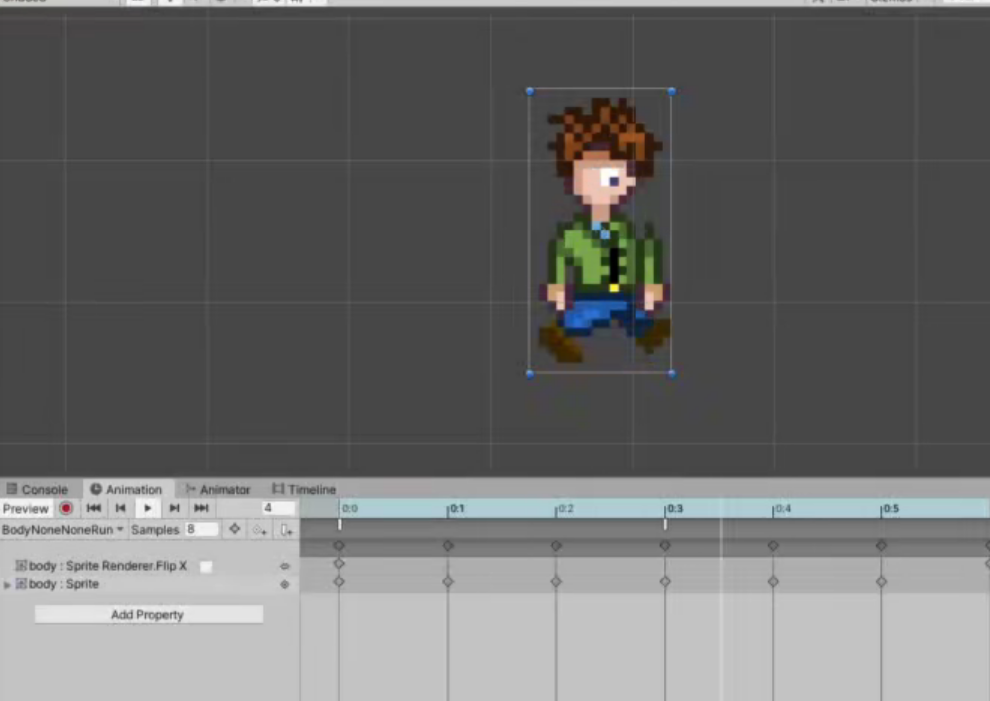 Console Animation Animator Timeline
Preview 4 0:0 0:1 0:2 0:3 0:4 0:5
BodyNoneNoneRun Samples 8
body : Sprite Renderer.Flip X
body : Sprite
Add Property